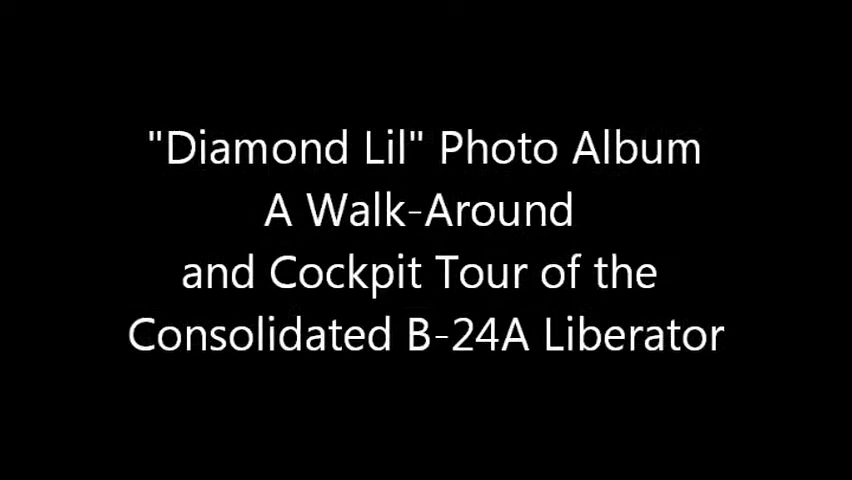 "Diamond Lil" Photo Album
A Walk-Around
and Cockpit Tour of the
Consolidated B-24A Liberator